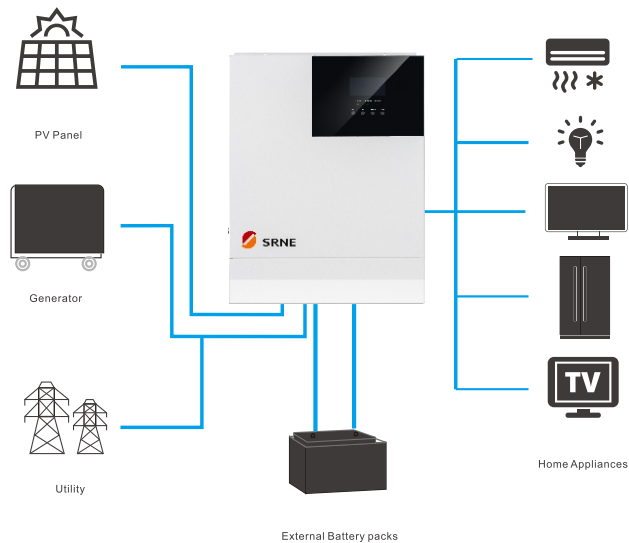 PV Panel
Generator
Utility
SRNE
External Battery packs
TV
Home Appliances